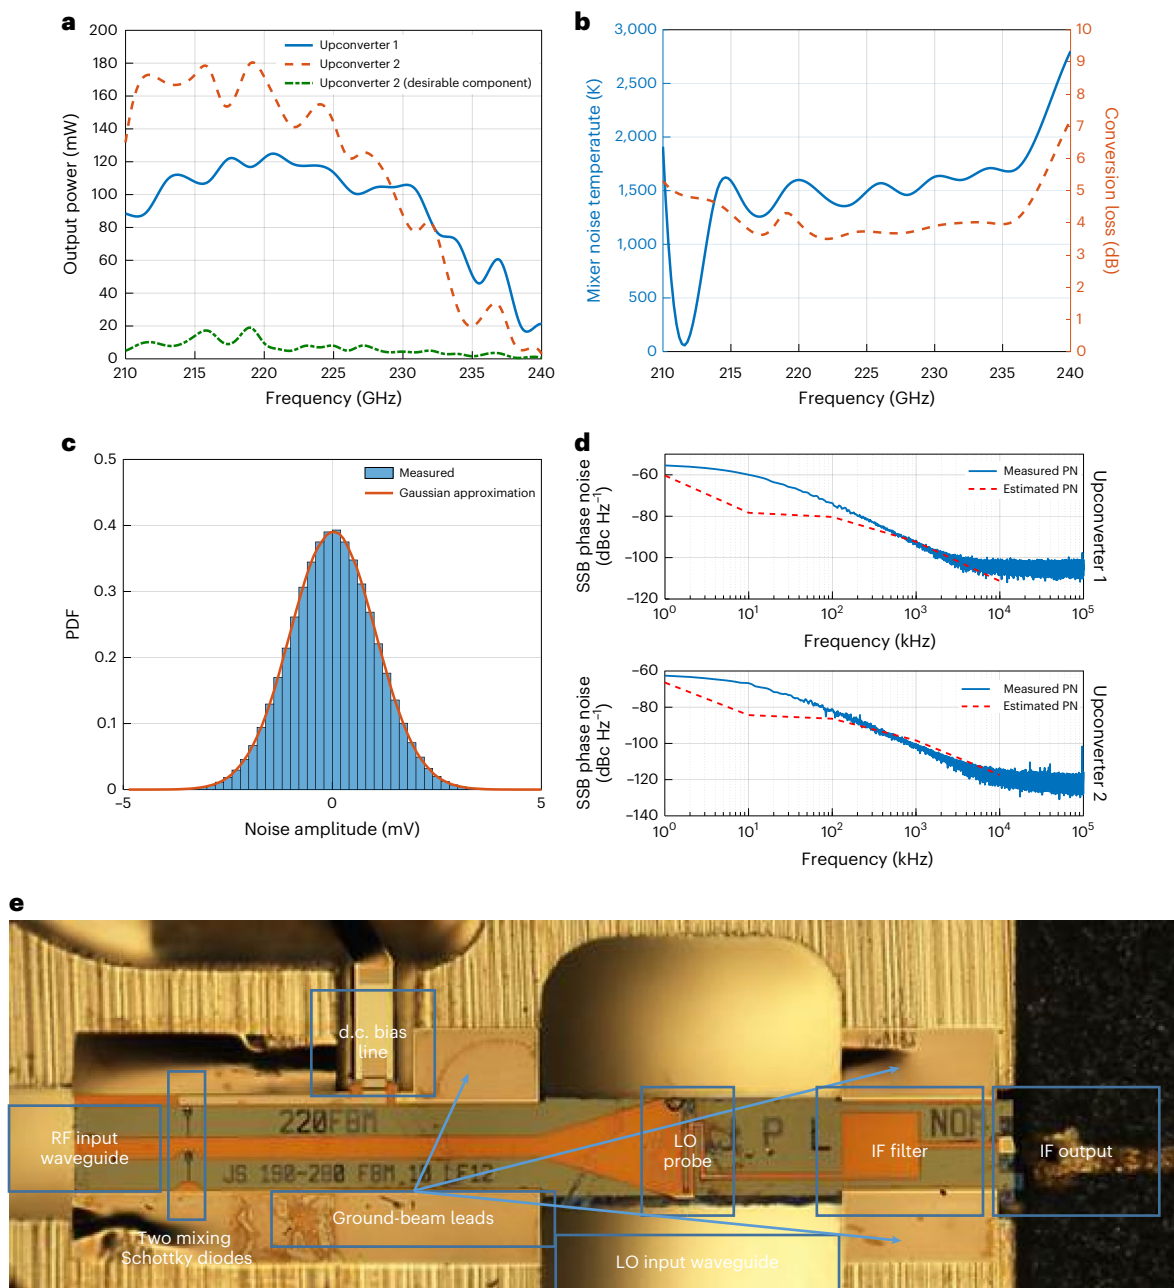 a
200
180
160
140
120
100
80
60
40
20
0
Output power (mW)
Upconverter 1
Upconverter 2
Upconverter 2 (desirable component)
210
215
220
225
230
235
240
Frequency (GHz)
b
3,000
2,500
2,000
1,500
1,000
500
0
Mixer noise temperatute (K)
10
9
8
7
6
5
4
3
2
1
0
Conversion loss (dB)
210
215
220
225
230
235
240
Frequency (GHz)
c
0.5
0.4
0.3
0.2
0.1
0
PDF
Measured
Gaussian approximation
–5
0
5
Noise amplitude (mV)
d
–60
–80
–100
–120
SSB phase noise
(dBc Hz⁻¹)
Measured PN
Estimated PN
Upconverter 1
10⁰
10¹
10²
10³
10⁴
10⁵
Frequency (kHz)
–60
–80
–100
–120
–140
SSB phase noise
(dBc Hz⁻¹)
Measured PN
Estimated PN
Upconverter 2
10⁰
10¹
10²
10³
10⁴
10⁵
Frequency (kHz)
e
d.c. bias
line
220FBM
RF input
waveguide
JS 190-280 FBM
LO
probe
P L
IF filter
NOM
IF output
Ground-beam leads
Two mixing
Schottky diodes
LO input waveguide